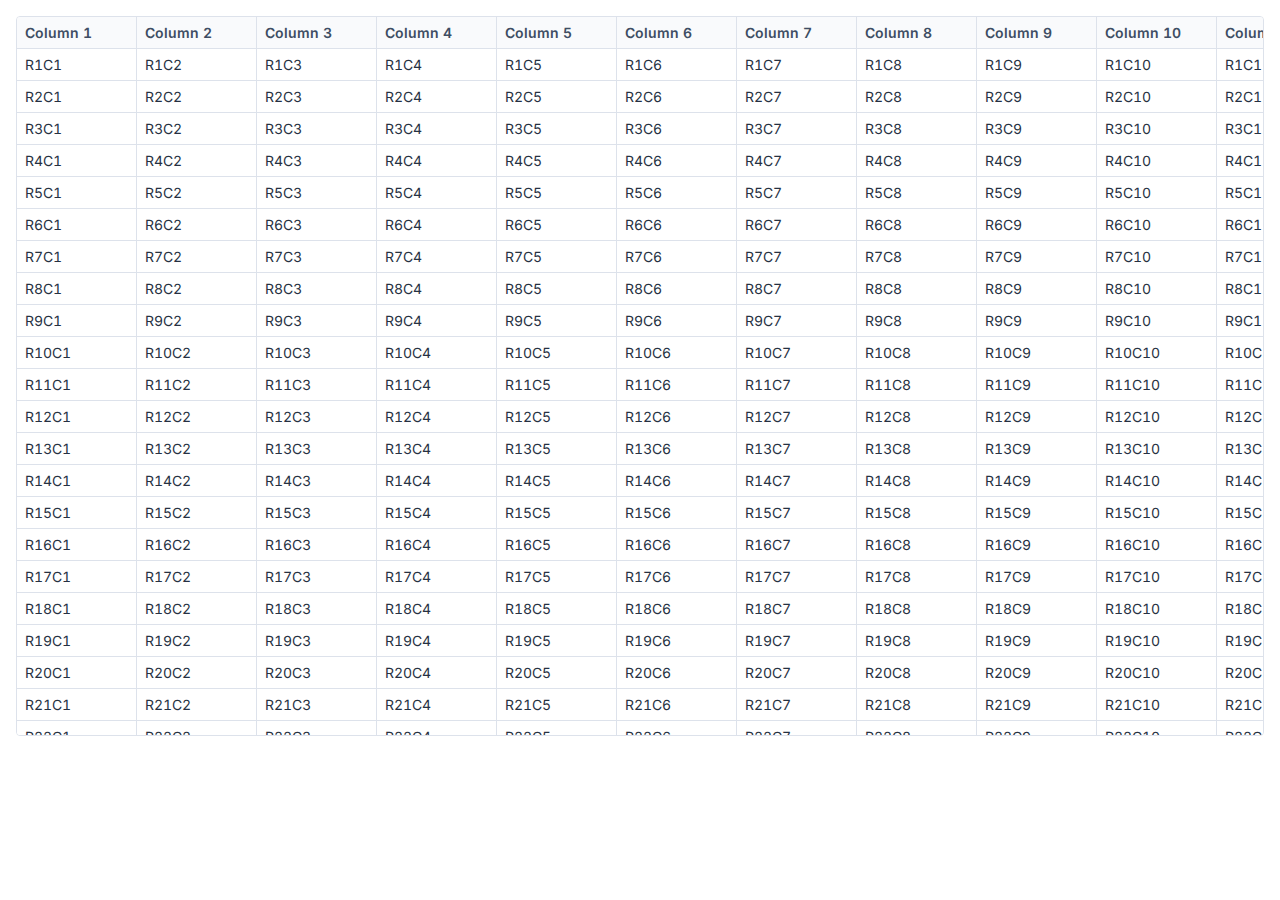 Column 1 Column 2 Column 3 Column 4 Column 5 Column 6 Column 7 Column 8 Column 9 Column 10
R1C1 R1C2 R1C3 R1C4 R1C5 R1C6 R1C7 R1C8 R1C9 R1C10
R2C1 R2C2 R2C3 R2C4 R2C5 R2C6 R2C7 R2C8 R2C9 R2C10
R3C1 R3C2 R3C3 R3C4 R3C5 R3C6 R3C7 R3C8 R3C9 R3C10
R4C1 R4C2 R4C3 R4C4 R4C5 R4C6 R4C7 R4C8 R4C9 R4C10
R5C1 R5C2 R5C3 R5C4 R5C5 R5C6 R5C7 R5C8 R5C9 R5C10
R6C1 R6C2 R6C3 R6C4 R6C5 R6C6 R6C7 R6C8 R6C9 R6C10
R7C1 R7C2 R7C3 R7C4 R7C5 R7C6 R7C7 R7C8 R7C9 R7C10
R8C1 R8C2 R8C3 R8C4 R8C5 R8C6 R8C7 R8C8 R8C9 R8C10
R9C1 R9C2 R9C3 R9C4 R9C5 R9C6 R9C7 R9C8 R9C9 R9C10
R10C1 R10C2 R10C3 R10C4 R10C5 R10C6 R10C7 R10C8 R10C9 R10C10
R11C1 R11C2 R11C3 R11C4 R11C5 R11C6 R11C7 R11C8 R11C9 R11C10
R12C1 R12C2 R12C3 R12C4 R12C5 R12C6 R12C7 R12C8 R12C9 R12C10
R13C1 R13C2 R13C3 R13C4 R13C5 R13C6 R13C7 R13C8 R13C9 R13C10
R14C1 R14C2 R14C3 R14C4 R14C5 R14C6 R14C7 R14C8 R14C9 R14C10
R15C1 R15C2 R15C3 R15C4 R15C5 R15C6 R15C7 R15C8 R15C9 R15C10
R16C1 R16C2 R16C3 R16C4 R16C5 R16C6 R16C7 R16C8 R16C9 R16C10
R17C1 R17C2 R17C3 R17C4 R17C5 R17C6 R17C7 R17C8 R17C9 R17C10
R18C1 R18C2 R18C3 R18C4 R18C5 R18C6 R18C7 R18C8 R18C9 R18C10
R19C1 R19C2 R19C3 R19C4 R19C5 R19C6 R19C7 R19C8 R19C9 R19C10
R20C1 R20C2 R20C3 R20C4 R20C5 R20C6 R20C7 R20C8 R20C9 R20C10
R21C1 R21C2 R21C3 R21C4 R21C5 R21C6 R21C7 R21C8 R21C9 R21C10